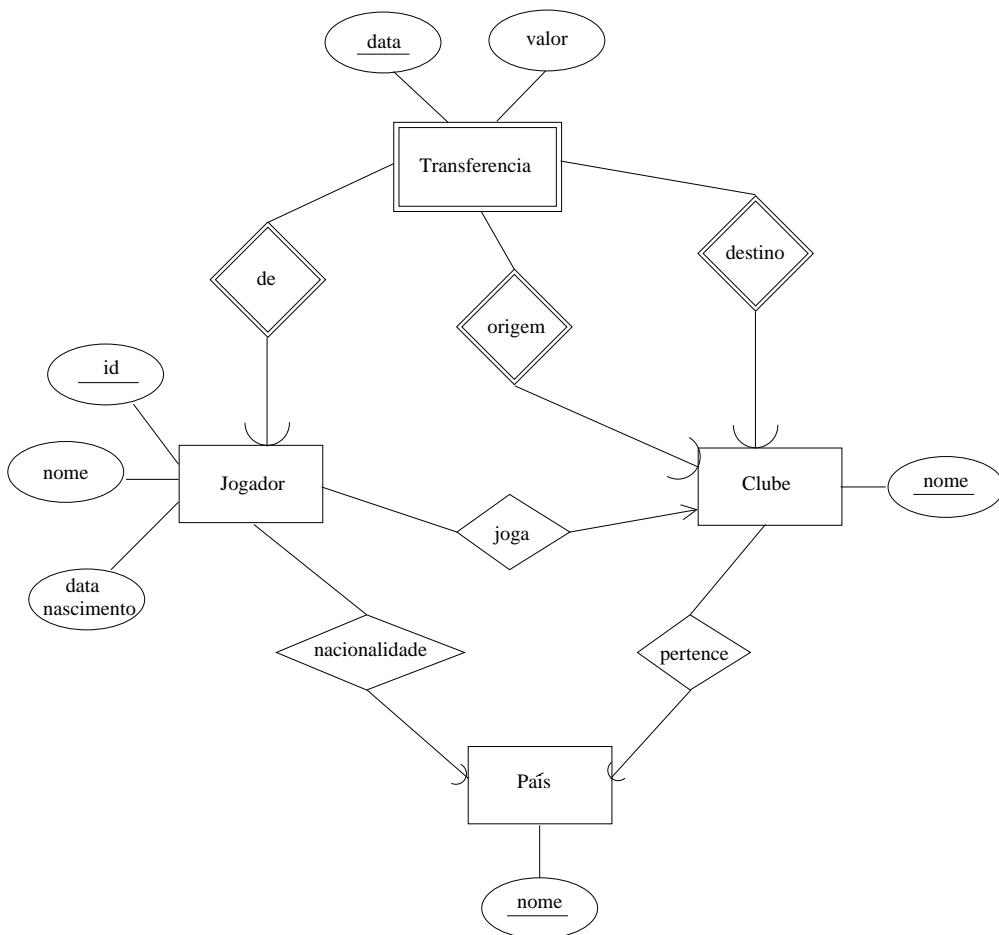 data
valor
Transferencia
destino
de
origem
id
nome
Jogador
Clube
nome
joga
data
nascimento
nacionalidade
pertence
País
nome